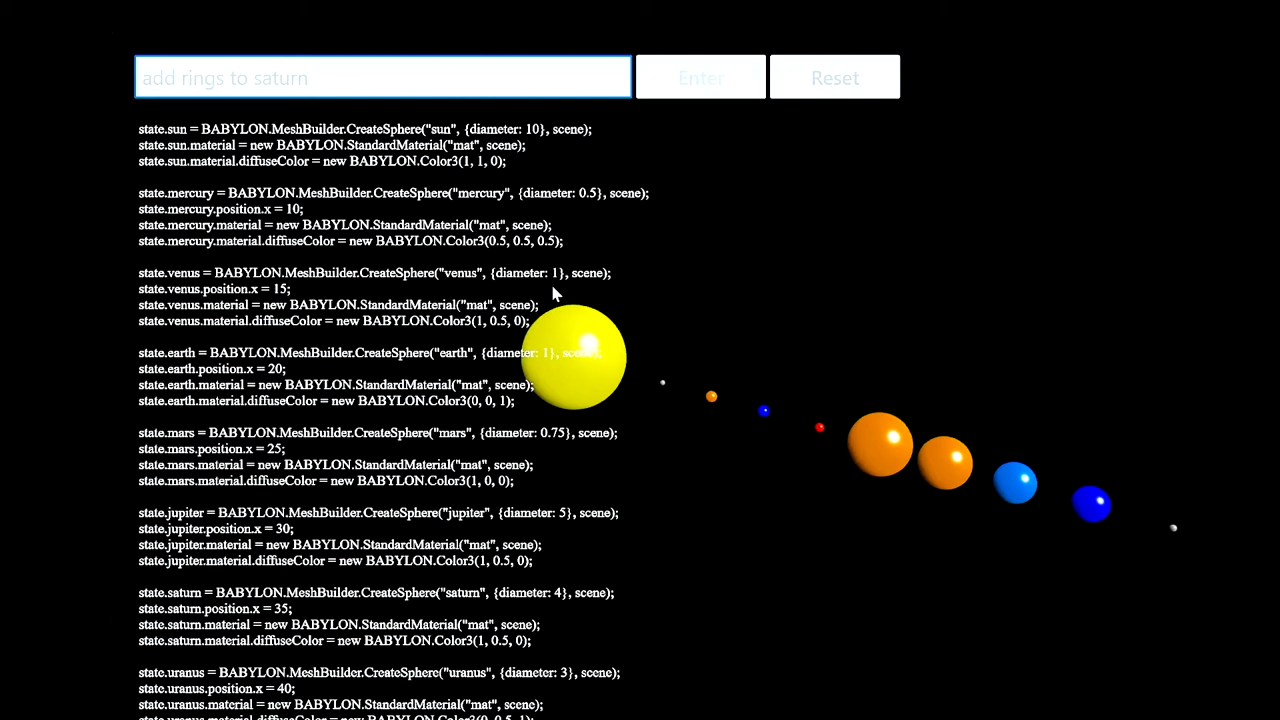 add rings to saturn
Enter
Reset
state.sun = BABYLON.MeshBuilder.CreateSphere("sun", {diameter: 10}, scene);
state.sun.material = new BABYLON.StandardMaterial("mat", scene);
state.sun.material.diffuseColor = new BABYLON.Color3(1, 1, 0);
state.mercury = BABYLON.MeshBuilder.CreateSphere("mercury", {diameter: 0.5}, scene);
state.mercury.position.x = 10;
state.mercury.material = new BABYLON.StandardMaterial("mat", scene);
state.mercury.material.diffuseColor = new BABYLON.Color3(0.5, 0.5, 0.5);
state.venus = BABYLON.MeshBuilder.CreateSphere("venus", {diameter: 1}, scene);
state.venus.position.x = 15;
state.venus.material = new BABYLON.StandardMaterial("mat", scene);
state.venus.material.diffuseColor = new BABYLON.Color3(1, 0.5, 0);
state.earth = BABYLON.MeshBuilder.CreateSphere("earth", {diameter: 1}, scene);
state.earth.position.x = 20;
state.earth.material = new BABYLON.StandardMaterial("mat", scene);
state.earth.material.diffuseColor = new BABYLON.Color3(0, 0, 1);
state.mars = BABYLON.MeshBuilder.CreateSphere("mars", {diameter: 0.75}, scene);
state.mars.position.x = 25;
state.mars.material = new BABYLON.StandardMaterial("mat", scene);
state.mars.material.diffuseColor = new BABYLON.Color3(1, 0, 0);
state.jupiter = BABYLON.MeshBuilder.CreateSphere("jupiter", {diameter: 5}, scene);
state.jupiter.position.x = 30;
state.jupiter.material = new BABYLON.StandardMaterial("mat", scene);
state.jupiter.material.diffuseColor = new BABYLON.Color3(1, 0.5, 0);
state.saturn = BABYLON.MeshBuilder.CreateSphere("saturn", {diameter: 4}, scene);
state.saturn.position.x = 35;
state.saturn.material = new BABYLON.StandardMaterial("mat", scene);
state.saturn.material.diffuseColor = new BABYLON.Color3(1, 0.5, 0);
state.uranus = BABYLON.MeshBuilder.CreateSphere("uranus", {diameter: 3}, scene);
state.uranus.position.x = 40;
state.uranus.material = new BABYLON.StandardMaterial("mat", scene);
state.uranus.material.diffuseColor = new BABYLON.Color3(0, 0.5, 1);